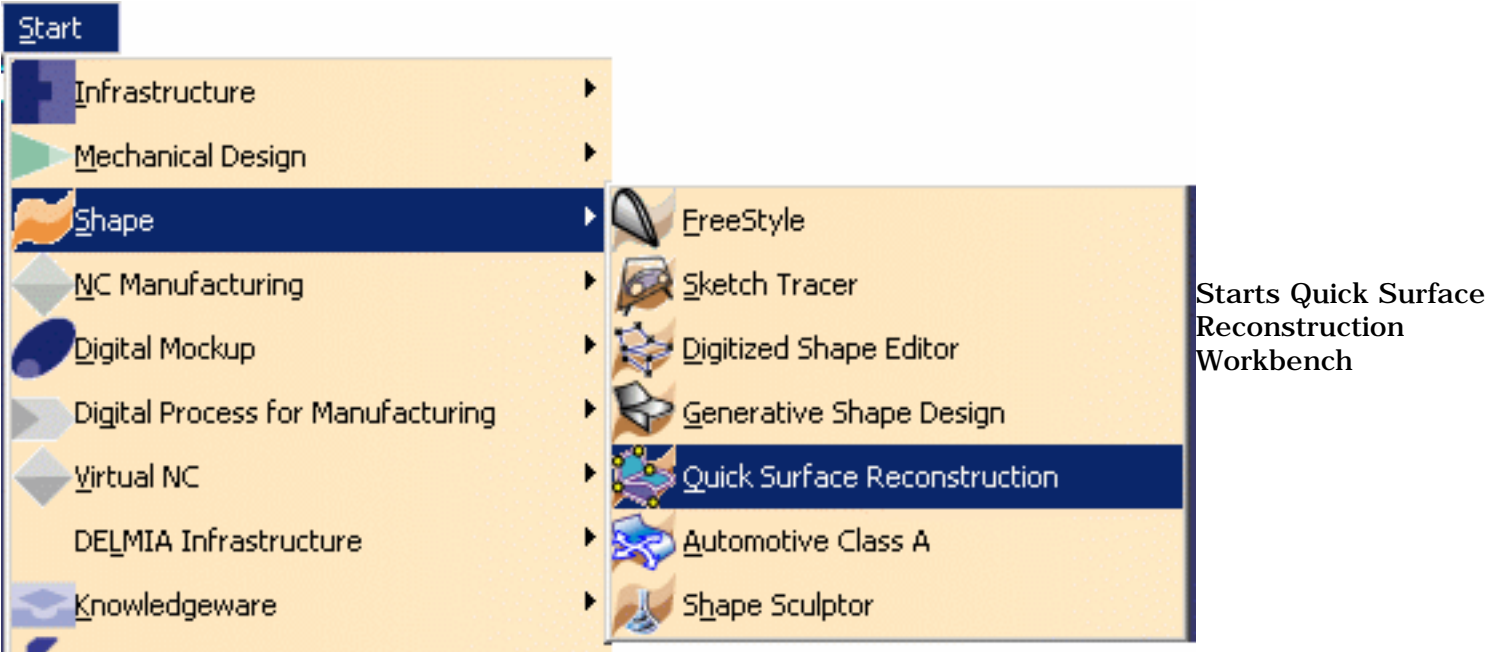 Start
Infrastructure
Mechanical Design
Shape
NC Manufacturing
Digital Mockup
Digital Process for Manufacturing
Virtual NC
DELMIA Infrastructure
Knowledgeware
FreeStyle
Sketch Tracer
Digitized Shape Editor
Generative Shape Design
Quick Surface Reconstruction
Automotive Class A
Shape Sculptor
Starts Quick Surface
Reconstruction
Workbench